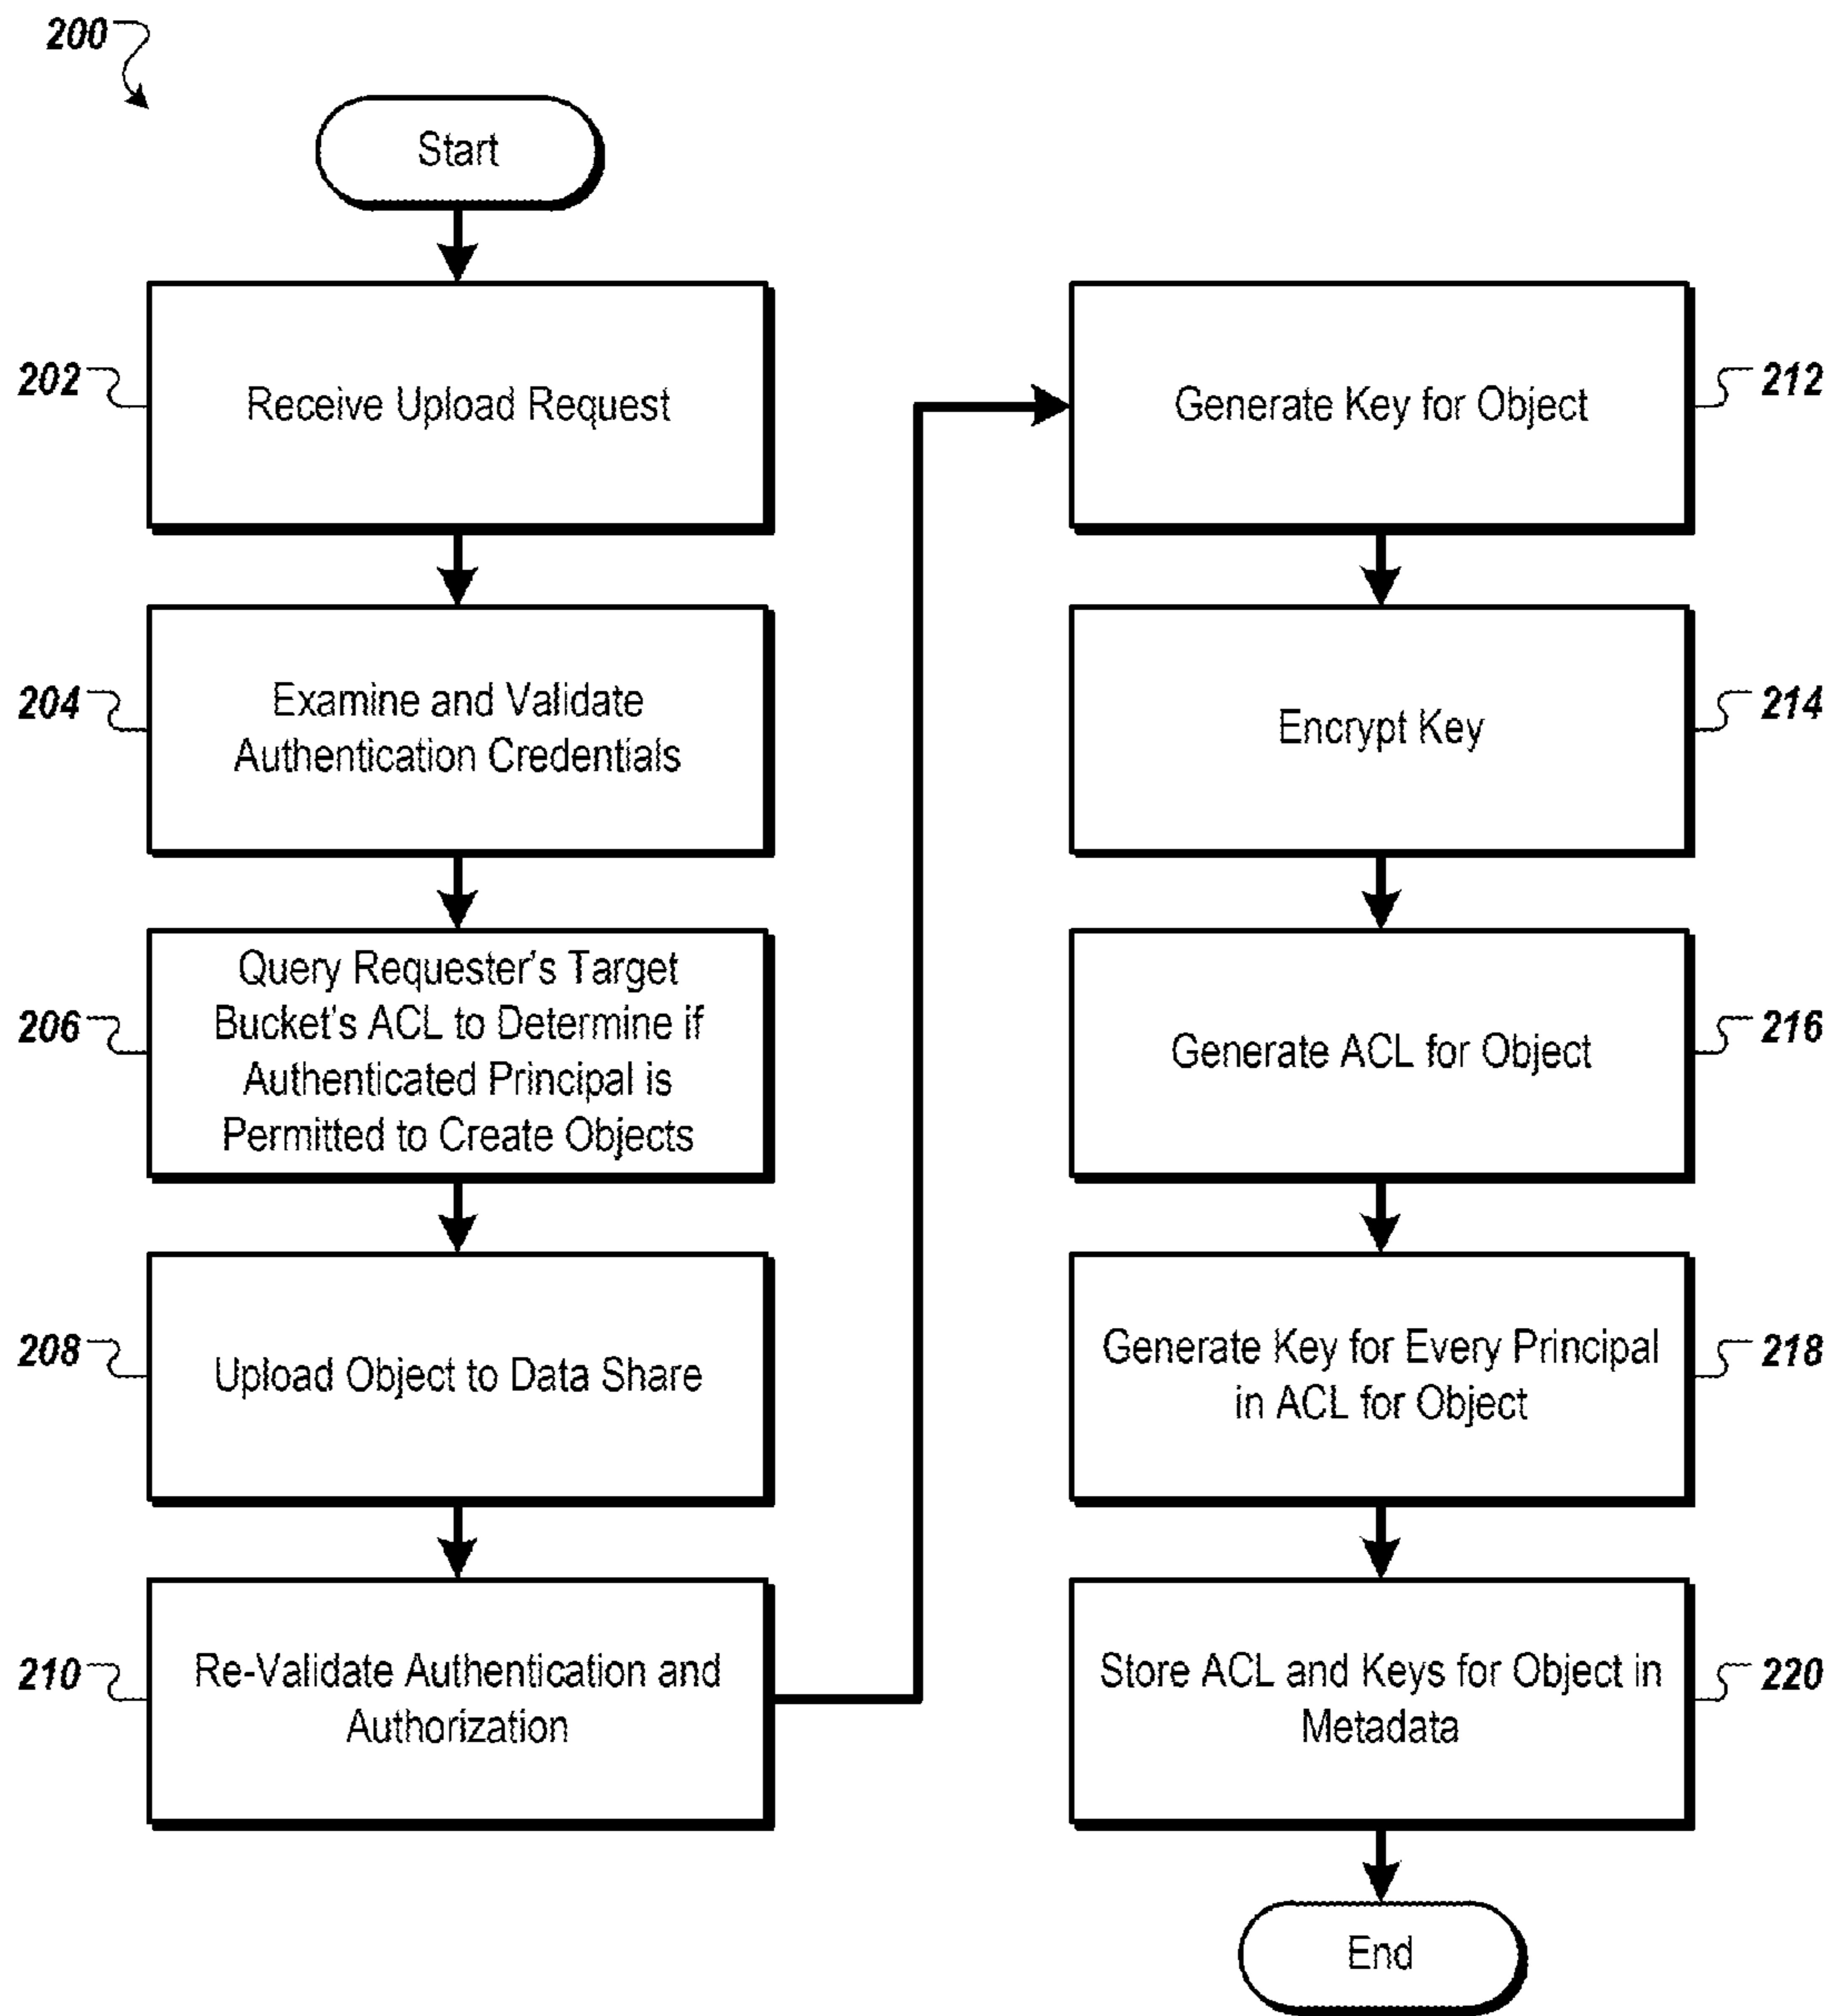 200
Start
202
Receive Upload Request
204
Examine and Validate
Authentication Credentials
206
Query Requester's Target
Bucket's ACL to Determine if
Authenticated Principal is
Permitted to Create Objects
208
Upload Object to Data Share
210
Re-Validate Authentication and
Authorization
Generate Key for Object
212
Encrypt Key
214
Generate ACL for Object
216
Generate Key for Every Principal
in ACL for Object
218
Store ACL and Keys for Object in
Metadata
220
End